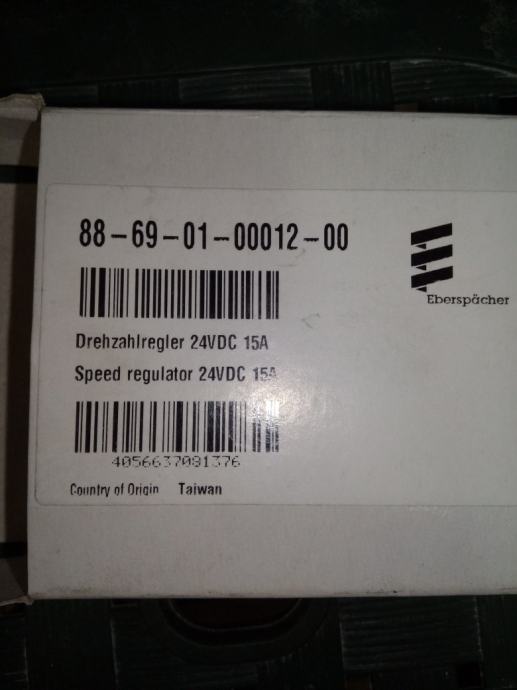 88-69-01-00012-00
Eberspächer
Drehzahlregler 24VDC 15A
Speed regulator 24VDC 15A
4056637081376
Country of Origin Taiwan